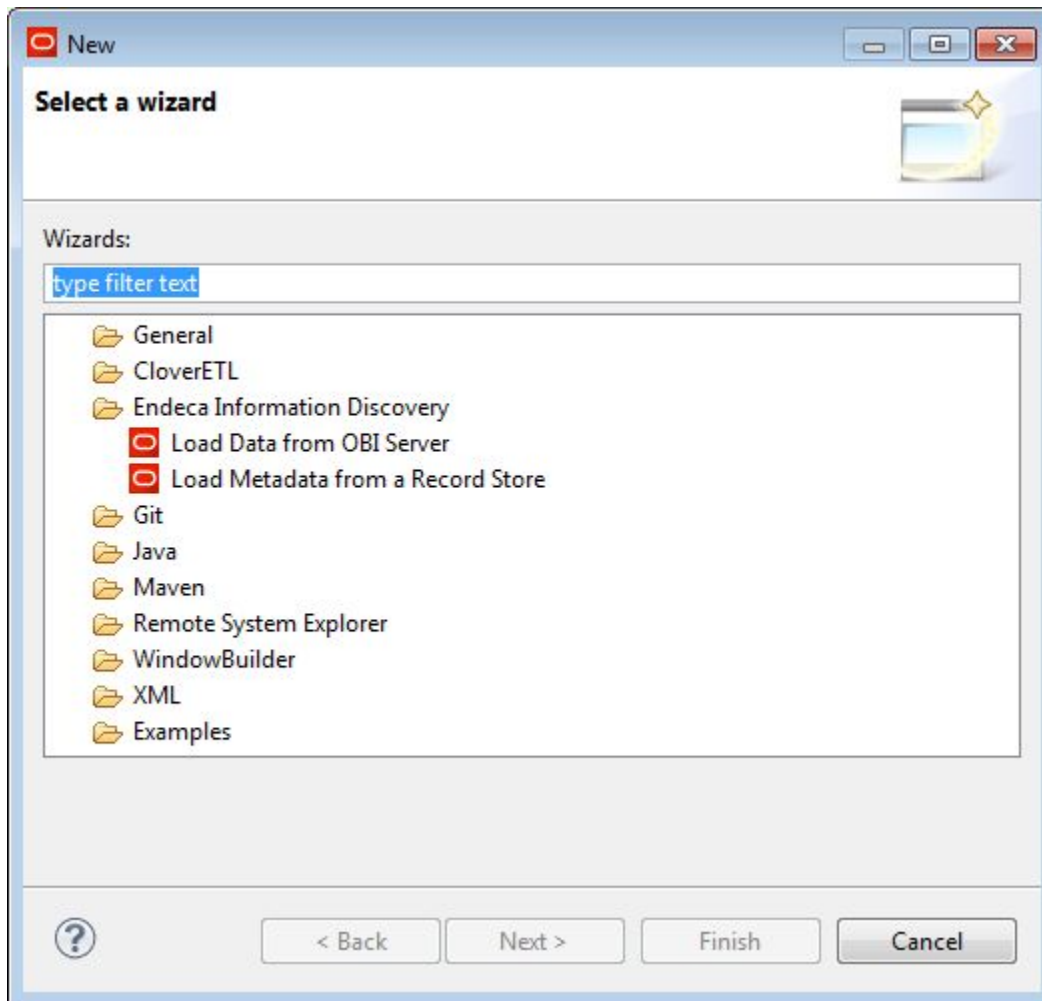 New
Select a wizard
Wizards:
type filter text
General
CloverETL
Endeca Information Discovery
Load Data from OBI Server
Load Metadata from a Record Store
Git
Java
Maven
Remote System Explorer
WindowBuilder
XML
Examples
?
< Back Next > Finish Cancel